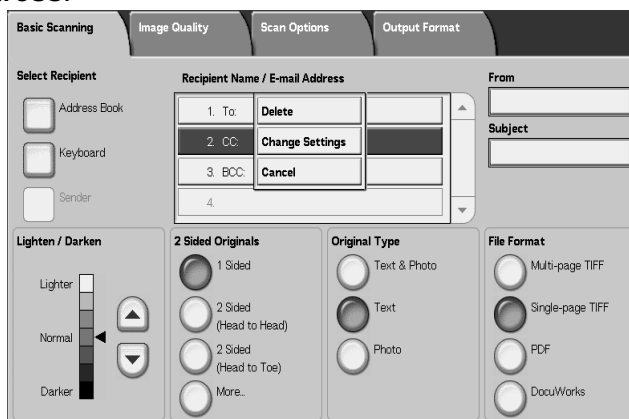 Basic Scanning
Image Quality
Scan Options
Output Format
Select Recipient
Address Book
Keyboard
Sender
Recipient Name / E-mail Address
1. To:
2. CC:
3. BCC:
4.
Delete
Change Settings
Cancel
From
Subject
Lighten / Darken
Lighter
Normal
Darker
2 Sided Originals
1 Sided
2 Sided
(Head to Head)
2 Sided
(Head to Toe)
More...
Original Type
Text & Photo
Text
Photo
File Format
Multi-page TIFF
Single-page TIFF
PDF
DocuWorks